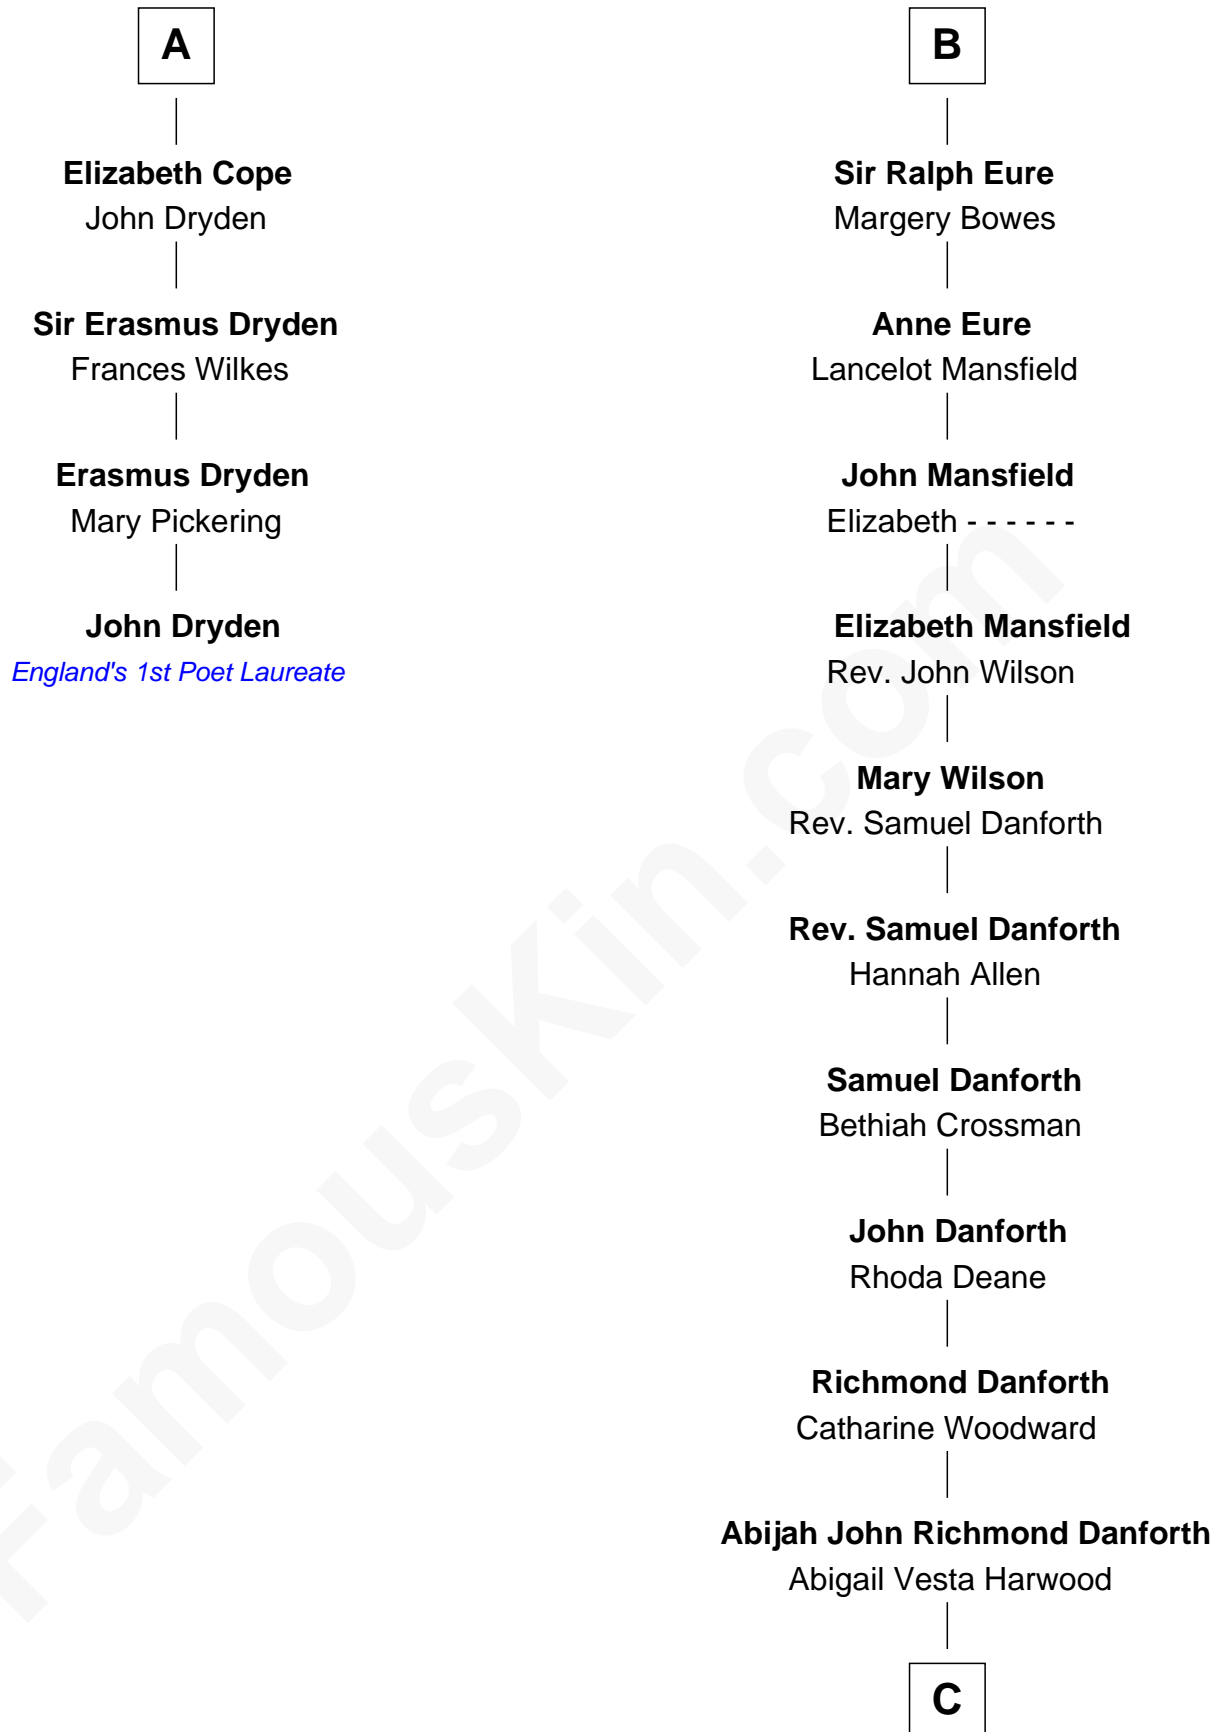 A
Elizabeth Cope
John Dryden
Sir Erasmus Dryden
Frances Wilkes
Erasmus Dryden
Mary Pickering
John Dryden
England's 1st Poet Laureate
B
Sir Ralph Eure
Margery Bowes
Anne Eure
Lancelot Mansfield
John Mansfield
Elizabeth - - - - - -
Elizabeth Mansfield
Rev. John Wilson
Mary Wilson
Rev. Samuel Danforth
Rev. Samuel Danforth
Hannah Allen
Samuel Danforth
Bethiah Crossman
John Danforth
Rhoda Deane
Richmond Danforth
Catharine Woodward
Abijah John Richmond Danforth
Abigail Vesta Harwood
C
FamousKin.com